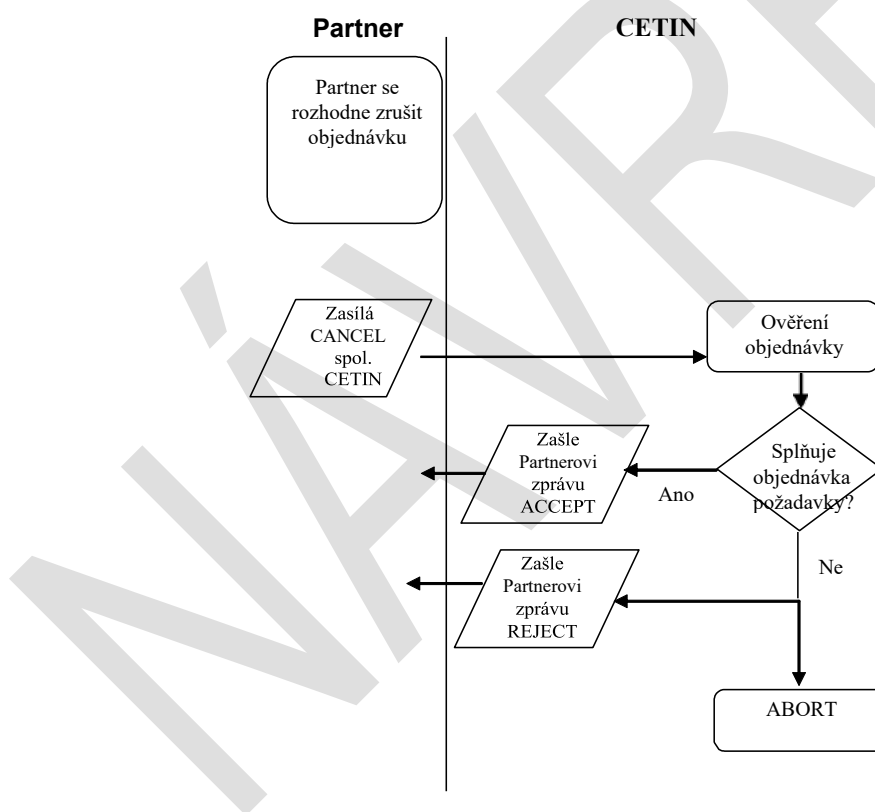 Partner
CETIN
Partner se
rozhodne zrušit
objednávku
Zasílá
CANCEL
spol.
CETIN
Ověření
objednávky
Zašle
Partnerovi
zprávu
ACCEPT
Ano
Splňuje
objednávka
požadavky?
Zašle
Partnerovi
zprávu
REJECT
Ne
ABORT